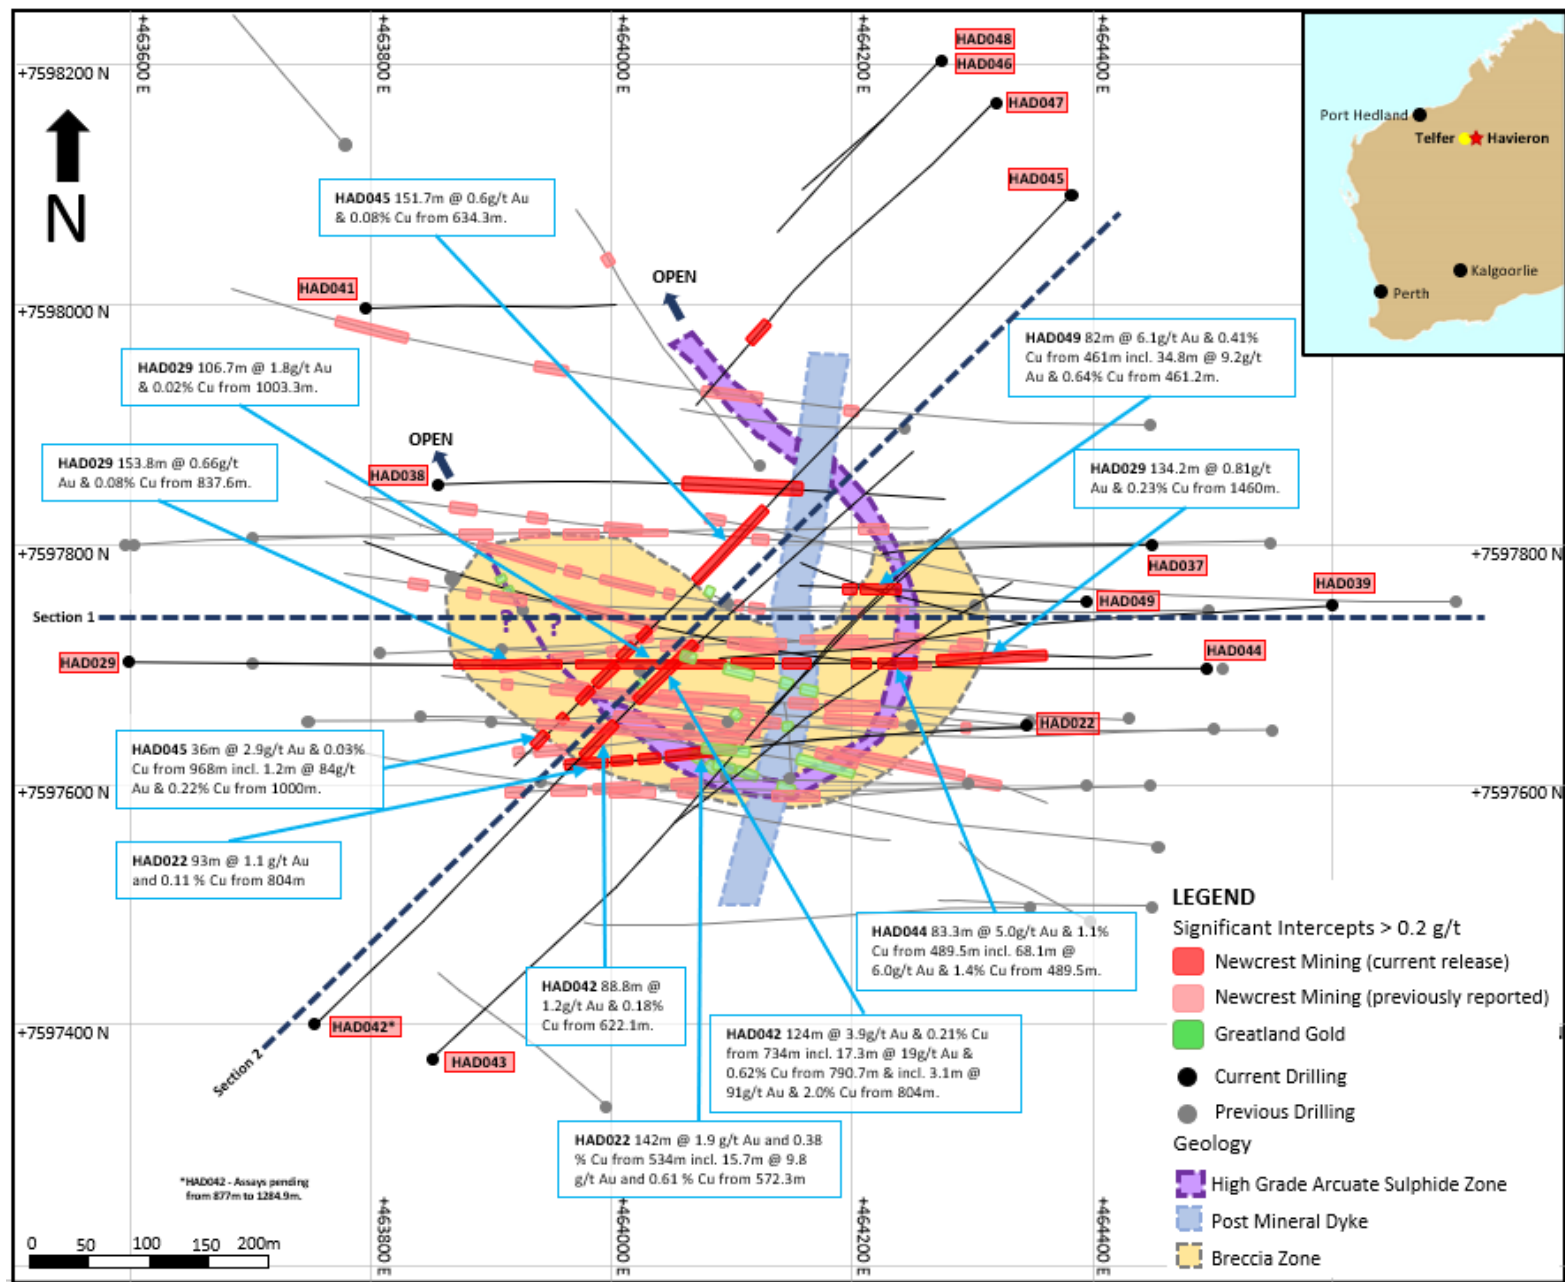 +463600 E
+463800 E
+464000 E
+464200 E
+464400 E
+7598200 N
HAD048
HAD046
HAD047
HAD045
Port Hedland
Telfer
Havieron
Kalgoorlie
Perth
N
HAD045 151.7m @ 0.6g/t Au
& 0.08% Cu from 634.3m.
OPEN
HAD041
+7598000 N
HAD049 82m @ 6.1g/t Au & 0.41%
Cu from 461m incl. 34.8m @ 9.2g/t
Au & 0.64% Cu from 461.2m.
HAD029 106.7m @ 1.8g/t Au
& 0.02% Cu from 1003.3m.
OPEN
HAD038
HAD029 153.8m @ 0.66g/t
Au & 0.08% Cu from 837.6m.
HAD029 134.2m @ 0.81g/t
Au & 0.23% Cu from 1460m.
+7597800 N
+7597800 N
HAD037
HAD039
HAD049
Section 1
? ?
HAD029
HAD044
HAD022
HAD045 36m @ 2.9g/t Au & 0.03%
Cu from 968m incl. 1.2m @ 84g/t
Au & 0.22% Cu from 1000m.
+7597600 N
+7597600 N
HAD022 93m @ 1.1 g/t Au
and 0.11 % Cu from 804m
HAD044 83.3m @ 5.0g/t Au & 1.1%
Cu from 489.5m incl. 68.1m @
6.0g/t Au & 1.4% Cu from 489.5m.
HAD042 88.8m @
1.2g/t Au & 0.18%
Cu from 622.1m.
HAD042 124m @ 3.9g/t Au & 0.21% Cu
from 734m incl. 17.3m @ 19g/t Au &
0.62% Cu from 790.7m & incl. 3.1m @
91g/t Au & 2.0% Cu from 804m.
+7597400 N
HAD042*
HAD043
Section 2
HAD022 142m @ 1.9 g/t Au and 0.38
% Cu from 534m incl. 15.7m @ 9.8
g/t Au and 0.61 % Cu from 572.3m
*HAD042 - Assays pending
from 877m to 1284.9m.
LEGEND
Significant Intercepts > 0.2 g/t
Newcrest Mining (current release)
Newcrest Mining (previously reported)
Greatland Gold
Current Drilling
Previous Drilling
Geology
High Grade Arcuate Sulphide Zone
Post Mineral Dyke
Breccia Zone
+463800 E
+464000 E
+464200 E
+464400 E
0 50 100 150 200m